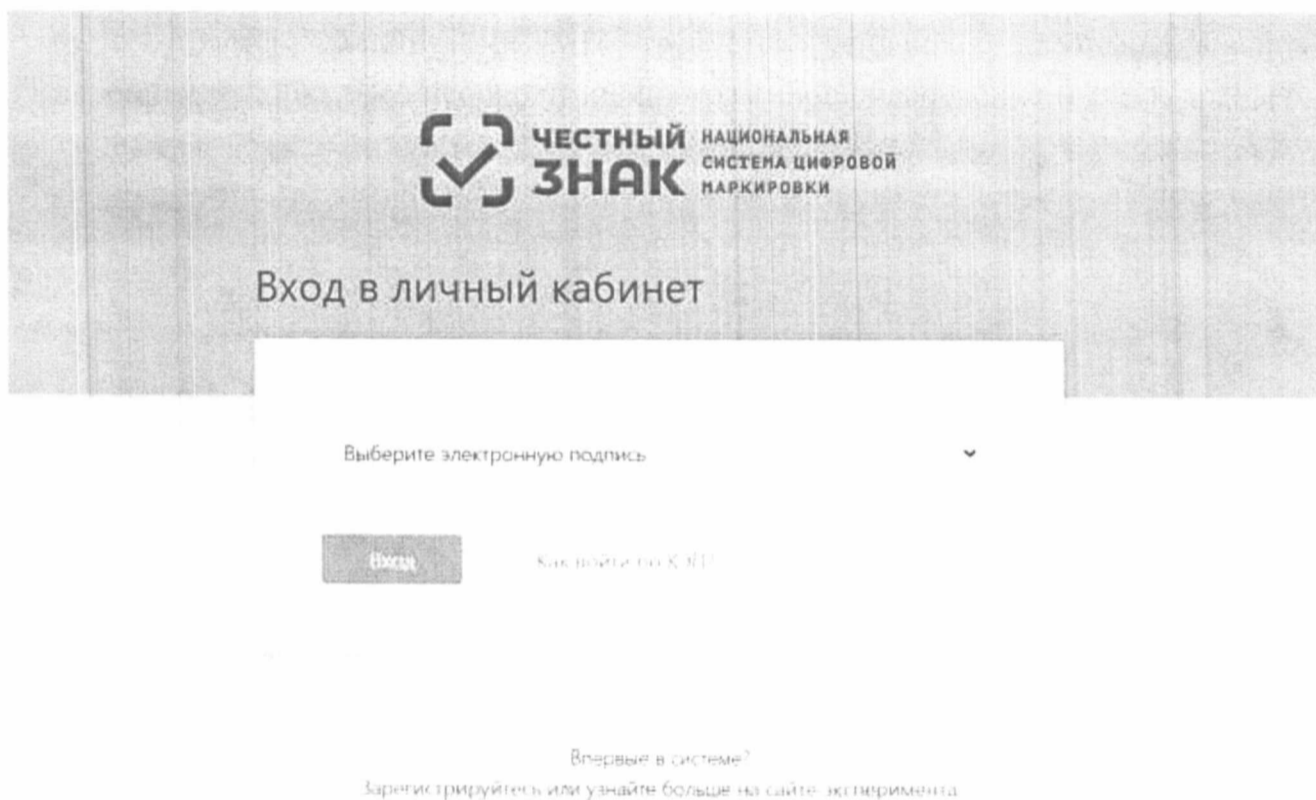 ЧЕСТНЫЙ
ЗНАК
НАЦИОНАЛЬНАЯ
СИСТЕМА ЦИФРОВОЙ
МАРКИРОВКИ
Вход в личный кабинет
Выберите электронную подпись
Вход
Как войти по КЭП?
Впервые в системе?
Зарегистрируйтесь или узнайте больше на сайте эксперимента